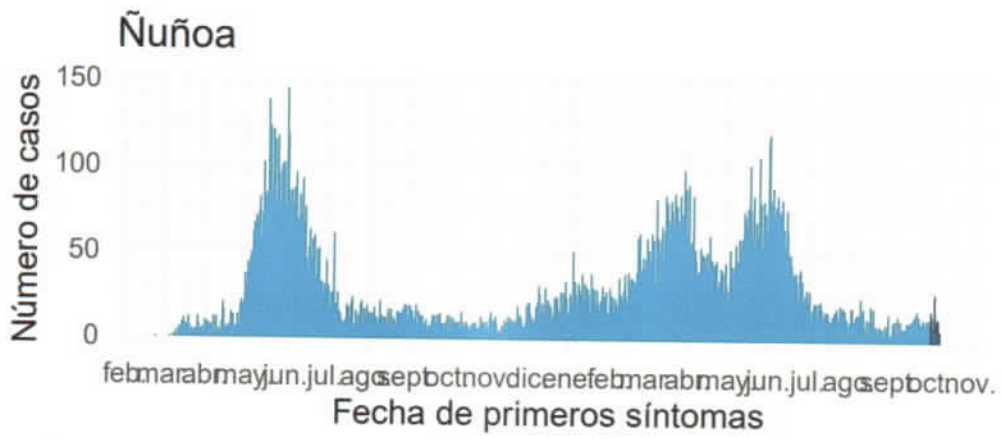 Ñuñoa
150
100
50
0
Número de casos
feb.mar.abr.may.jun.jul.ago.sept.oct.nov.dic.ene.feb.mar.abr.may.jun.jul.ago.sept.oct.nov.
Fecha de primeros síntomas